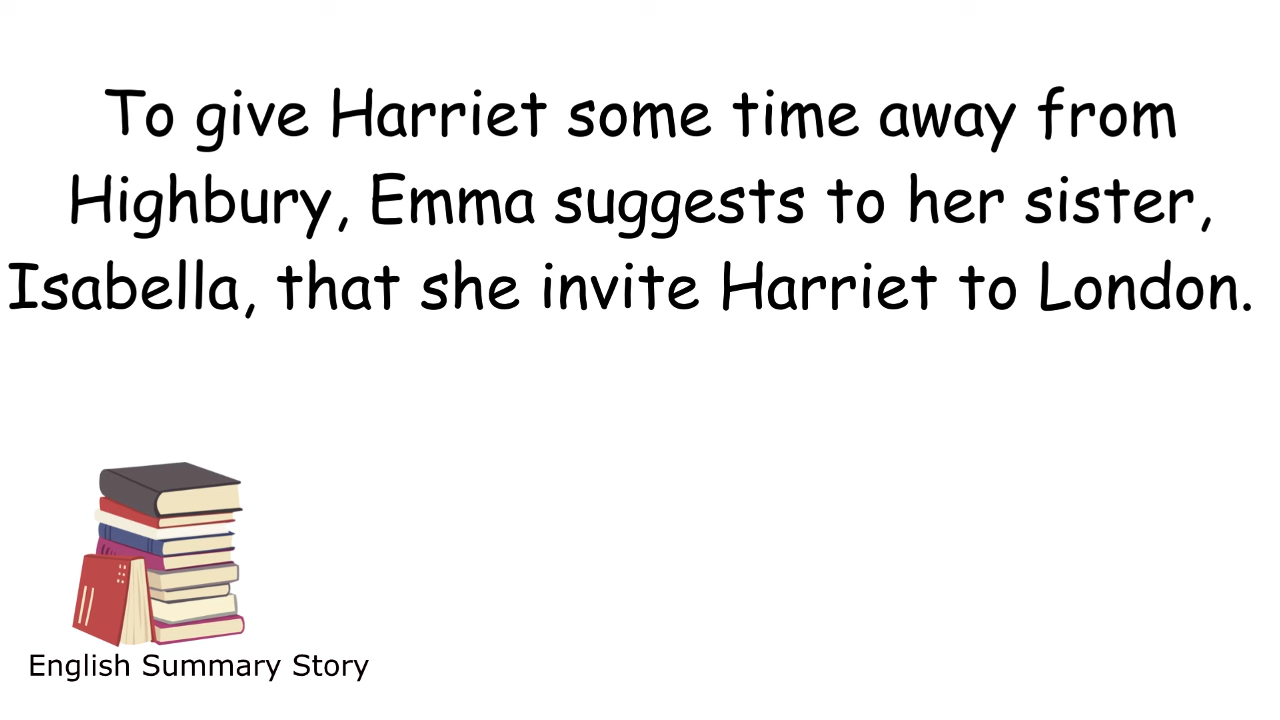 To give Harriet some time away from
Highbury, Emma suggests to her sister,
Isabella, that she invite Harriet to London.
English Summary Story